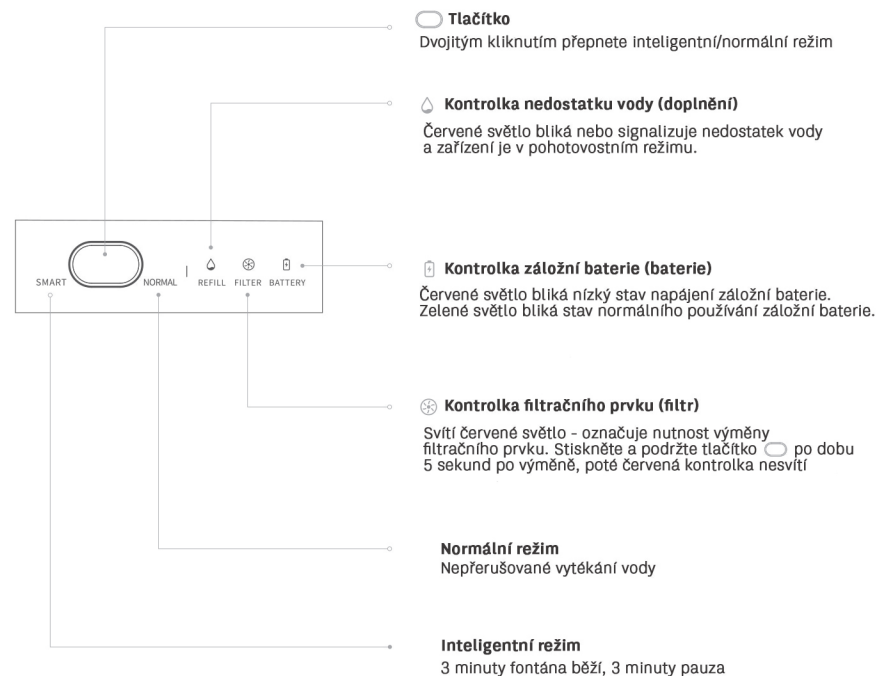 Tlačítko
Dvojitým kliknutím přepnete inteligentní/normální režim
Kontrolka nedostatku vody (doplnění)
Červené světlo bliká nebo signalizuje nedostatek vody
a zařízení je v pohotovostním režimu.
SMART
NORMAL
REFILL FILTER BATTERY
Kontrolka záložní baterie (baterie)
Červené světlo bliká nízký stav napájení záložní baterie.
Zelené světlo bliká stav normálního používání záložní baterie.
Kontrolka filtračního prvku (filtr)
Svítí červené světlo - označuje nutnost výměny
filtračního prvku. Stiskněte a podržte tlačítko po dobu
5 sekund po výměně, poté červená kontrolka nesvítí
Normální režim
Nepřerušované vytékání vody
Inteligentní režim
3 minuty fontána běží, 3 minuty pauza